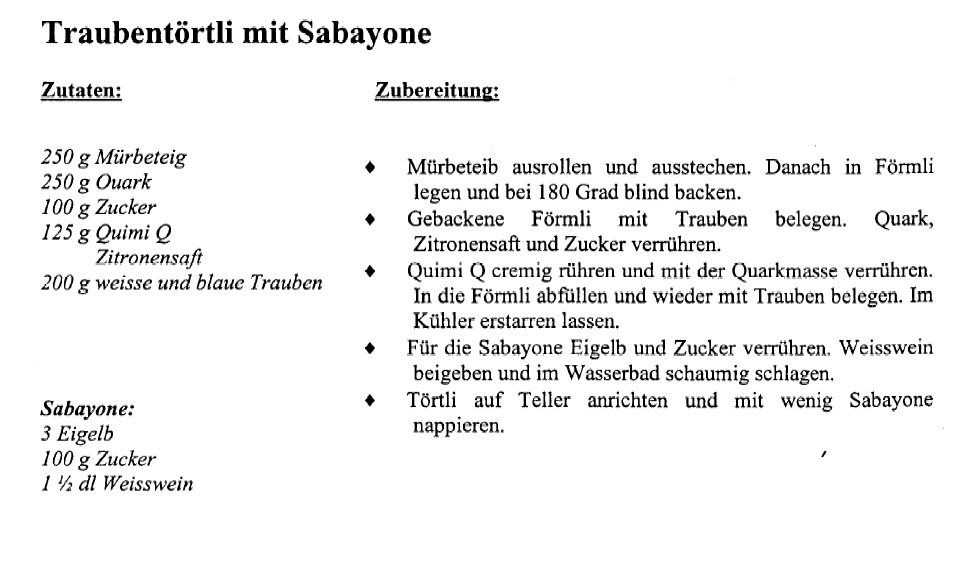 Traubentörtli mit Sabayone
Zutaten:
250 g Mürbeteig
250 g Quark
100 g Zucker
125 g Quimi Q
Zitronensaft
200 g weisse und blaue Trauben
Sabayone:
3 Eigelb
100 g Zucker
1 ½ dl Weisswein
Zubereitung:
♦ Mürbeteib ausrollen und ausstechen. Danach in Förmli
legen und bei 180 Grad blind backen.
♦ Gebackene Förmli mit Trauben belegen. Quark,
Zitronensaft und Zucker verrühren.
♦ Quimi Q cremig rühren und mit der Quarkmasse verrühren.
In die Förmli abfüllen und wieder mit Trauben belegen. Im
Kühler erstarren lassen.
♦ Für die Sabayone Eigelb und Zucker verrühren. Weisswein
beigeben und im Wasserbad schaumig schlagen.
♦ Törtli auf Teller anrichten und mit wenig Sabayone
nappieren.